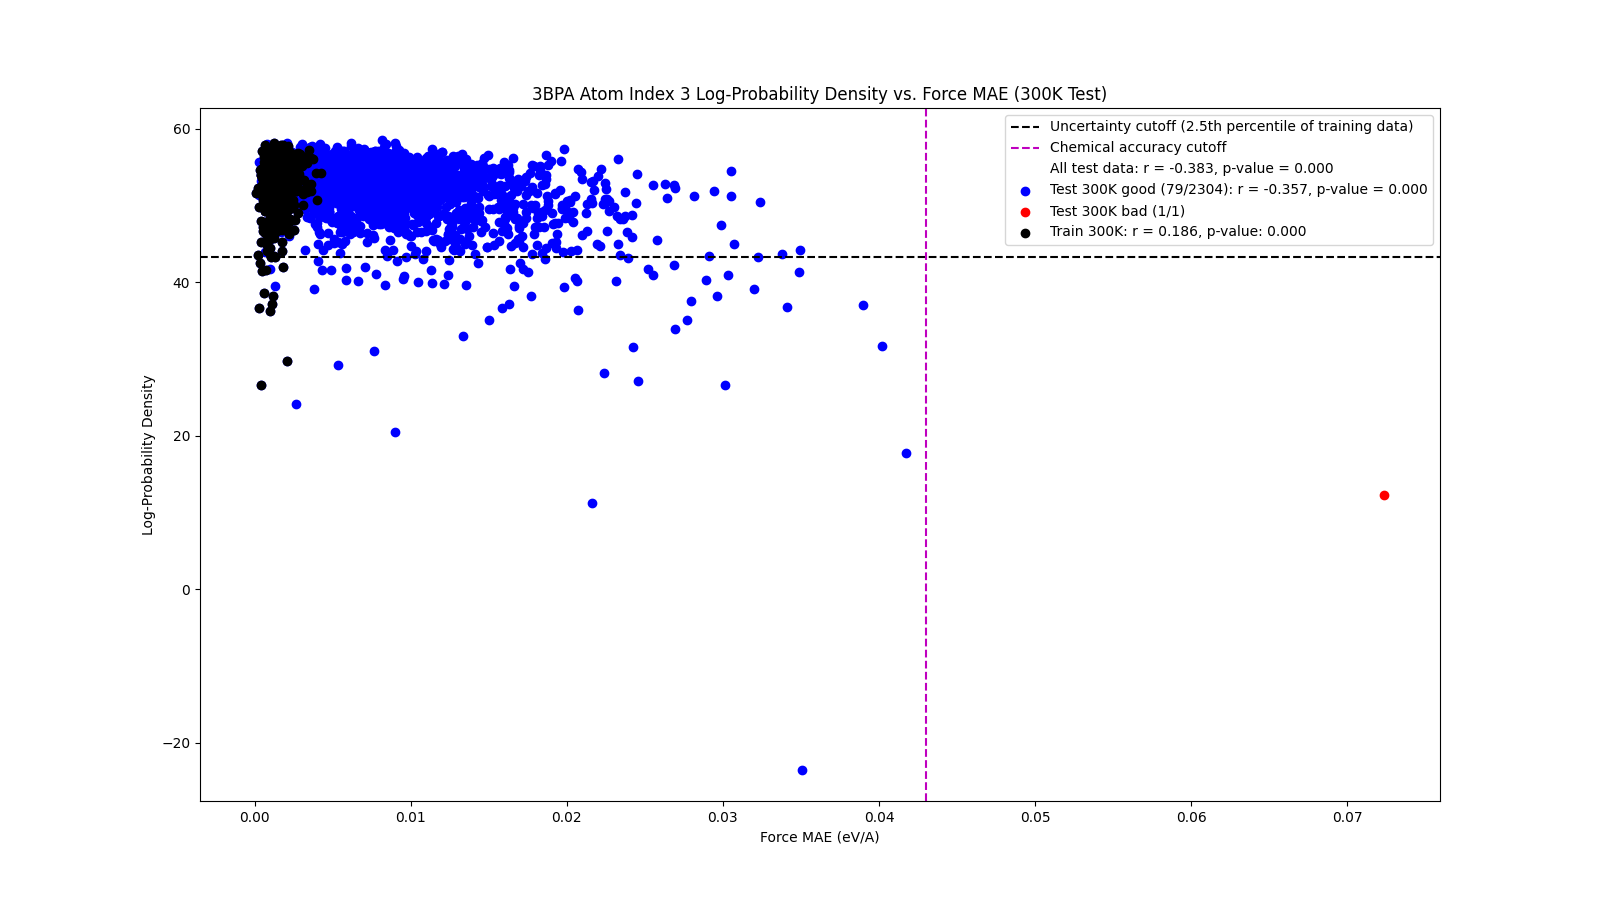 3BPA Atom Index 3 Log-Probability Density vs. Force MAE (300K Test)
Uncertainty cutoff (2.5th percentile of training data)
Chemical accuracy cutoff
All test data: r = -0.383, p-value = 0.000
Test 300K good (79/2304): r = -0.357, p-value = 0.000
Test 300K bad (1/1)
Train 300K: r = 0.186, p-value: 0.000
Log-Probability Density
60
40
20
0
−20
0.00 0.01 0.02 0.03 0.04 0.05 0.06 0.07
Force MAE (eV/A)